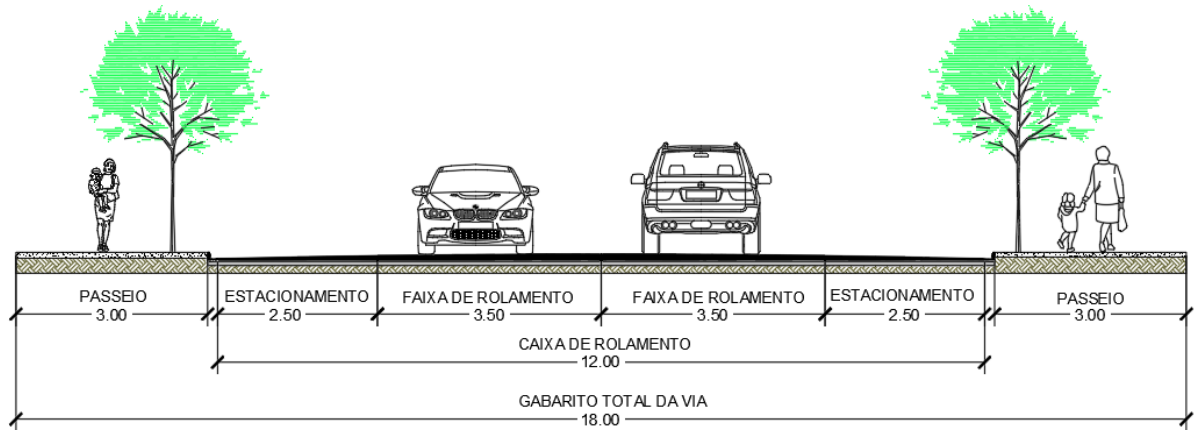 PASSEIO
3.00
ESTACIONAMENTO
2.50
FAIXA DE ROLAMENTO
3.50
FAIXA DE ROLAMENTO
3.50
ESTACIONAMENTO
2.50
PASSEIO
3.00
CAIXA DE ROLAMENTO
12.00
GABARITO TOTAL DA VIA
18.00